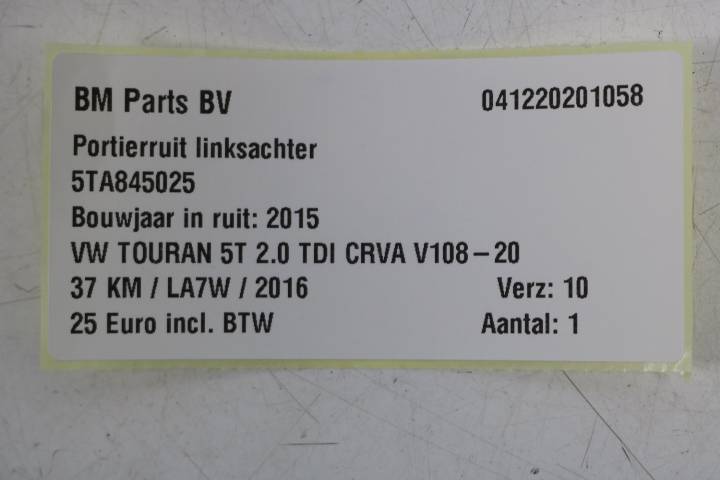 BM Parts BV 041220201058
Portierruit linksachter
5TA845025
Bouwjaar in ruit: 2015
VW TOURAN 5T 2.0 TDI CRVA V108-20
37 KM / LA7W / 2016 Verz: 10
25 Euro incl. BTW Aantal: 1